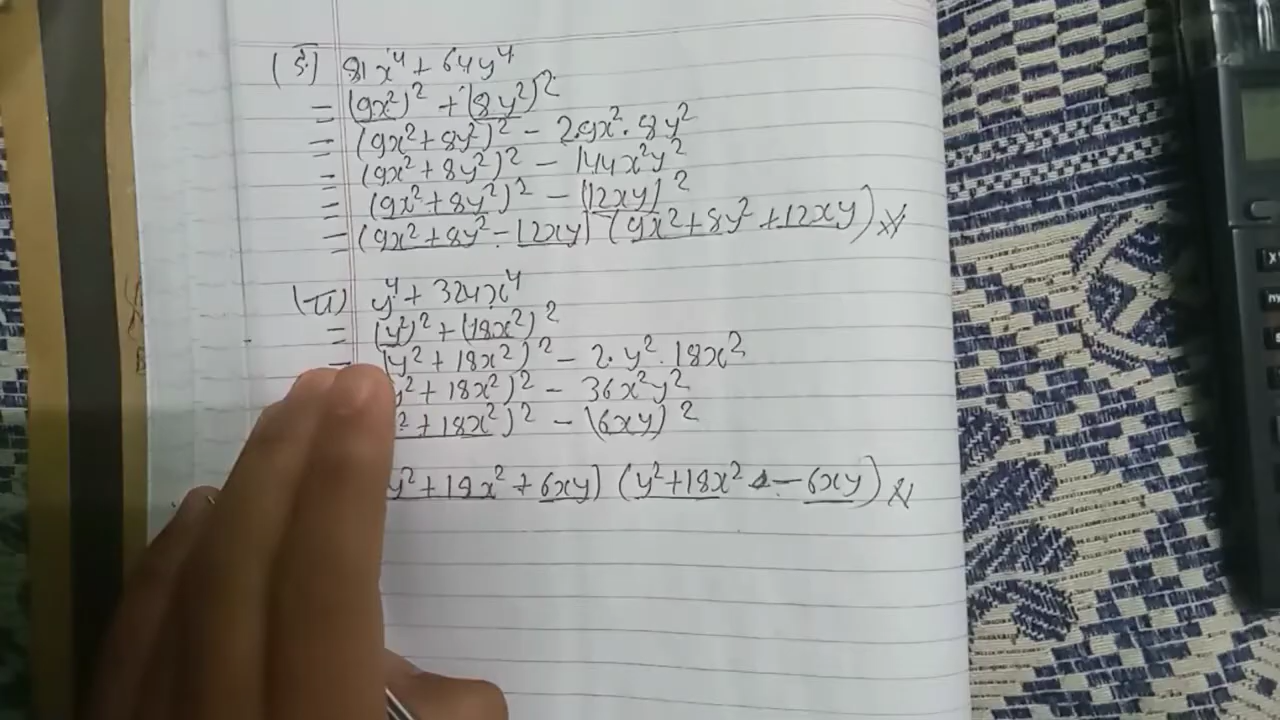 (ङ) 81x⁴ + 64y⁴
= (9x²)² + (8y²)²
= (9x² + 8y²)² - 2.9x² · 8y²
= (9x² + 8y²)² - 144x²y²
= (9x² + 8y²)² - (12xy)²
= (9x² + 8y² - 12xy) (9x² + 8y² + 12xy)
y⁴ + 324x⁴
= (y²)² + (18x²)²
= (y² + 18x²)² - 2 · y² . 18x²
y² + 18x²)² - 36x²y²
² + 18x²)² - (6xy)²
y² + 18x² + 6xy) (y² + 18x² - 6xy)